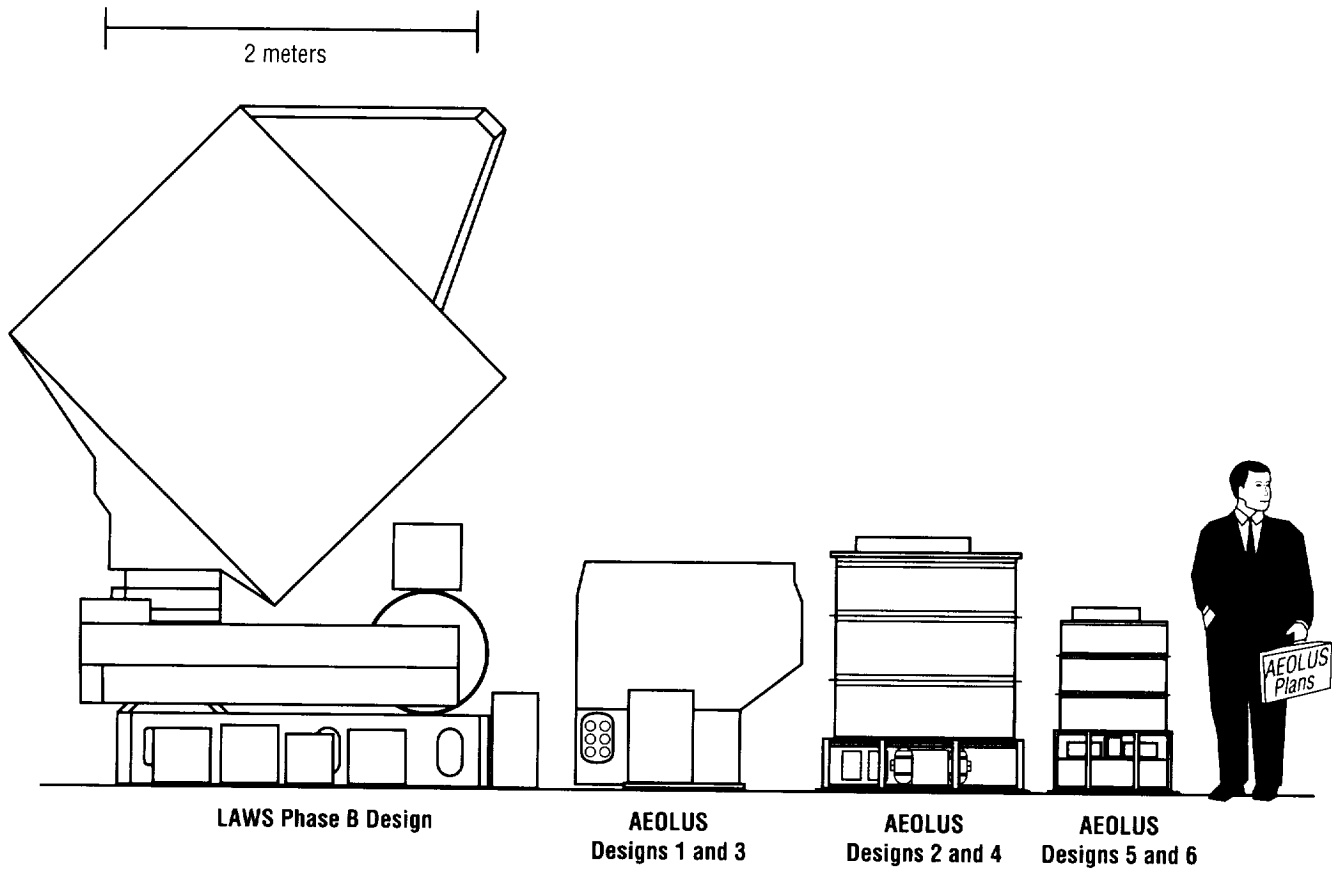 2 meters
AEOLUS
Plans
LAWS Phase B Design
AEOLUS
Designs 1 and 3
AEOLUS
Designs 2 and 4
AEOLUS
Designs 5 and 6